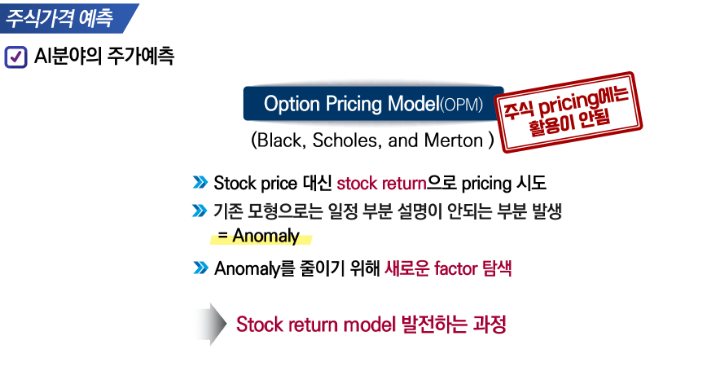 주식가격 예측
AI분야의 주가예측
Option Pricing Model(OPM)
주식 pricing에는
활용이 안됨
(Black, Scholes, and Merton )
Stock price 대신 stock return으로 pricing 시도
기존 모형으로는 일정 부분 설명이 안되는 부분 발생
= Anomaly
Anomaly를 줄이기 위해 새로운 factor 탐색
Stock return model 발전하는 과정